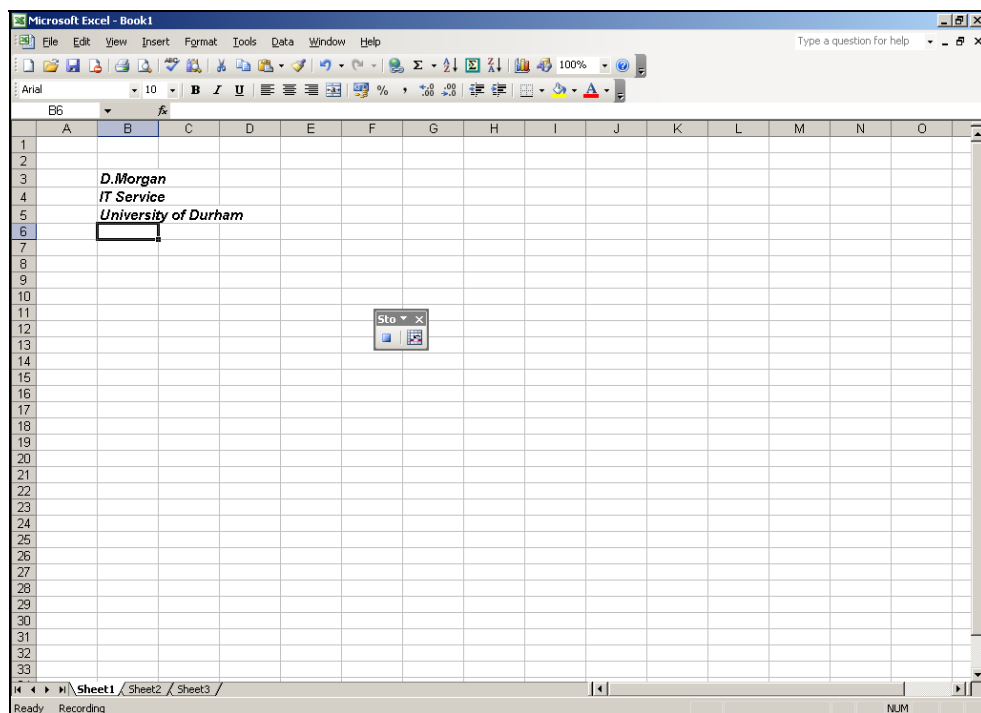 Microsoft Excel - Book1
File Edit View Insert Format Tools Data Window Help Type a question for help
100%
Arial 10 B I U % , A
B6 fx
A B C D E F G H I J K L M N O
1
2
3 D.Morgan
4 IT Service
5 University of Durham
6
7
8
9
10
11
Sto
12
13
14
15
16
17
18
19
20
21
22
23
24
25
26
27
28
29
30
31
32
33
Sheet1 / Sheet2 / Sheet3 /
Ready Recording NUM